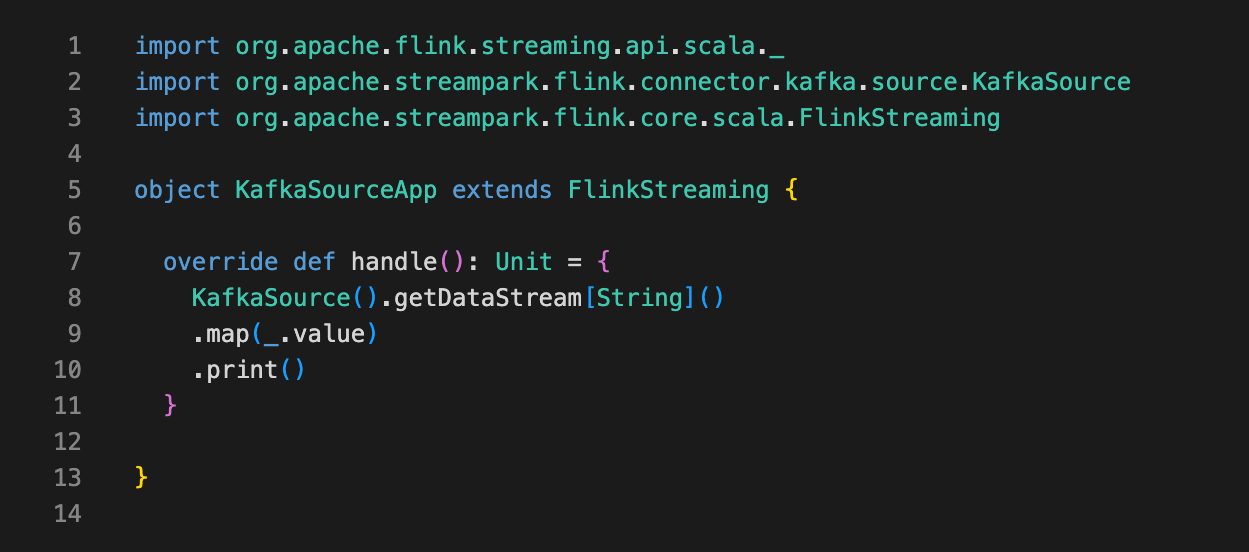 1 import org.apache.flink.streaming.api.scala._
2 import org.apache.streampark.flink.connector.kafka.source.KafkaSource
3 import org.apache.streampark.flink.core.scala.FlinkStreaming
4
5 object KafkaSourceApp extends FlinkStreaming {
6
7   override def handle(): Unit = {
8     KafkaSource().getDataStream[String]()
9     .map(_.value)
10     .print()
11   }
12
13 }
14